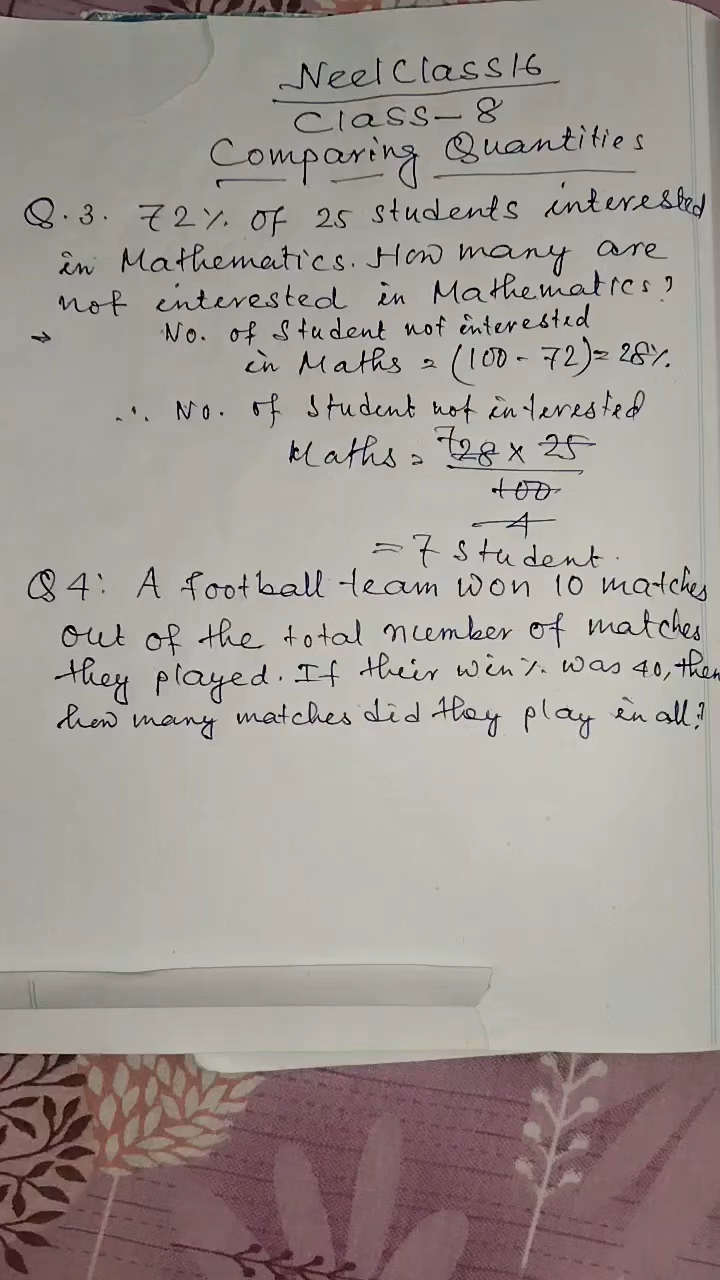 Neel Class 16
Class - 8
Comparing Quantities
Q.3. 72% of 25 students interested
in Mathematics. How many are
not interested in Mathematics?
→ No. of Student not interested
in Maths = (100 - 72) = 28%
∴ No. of Student not interested
Maths = 7 28 × 25
100
4
= 7 Student.
Q4: A football team won 10 matches
out of the total number of matches
they played. If their win % was 40, then
how many matches did they play in all?